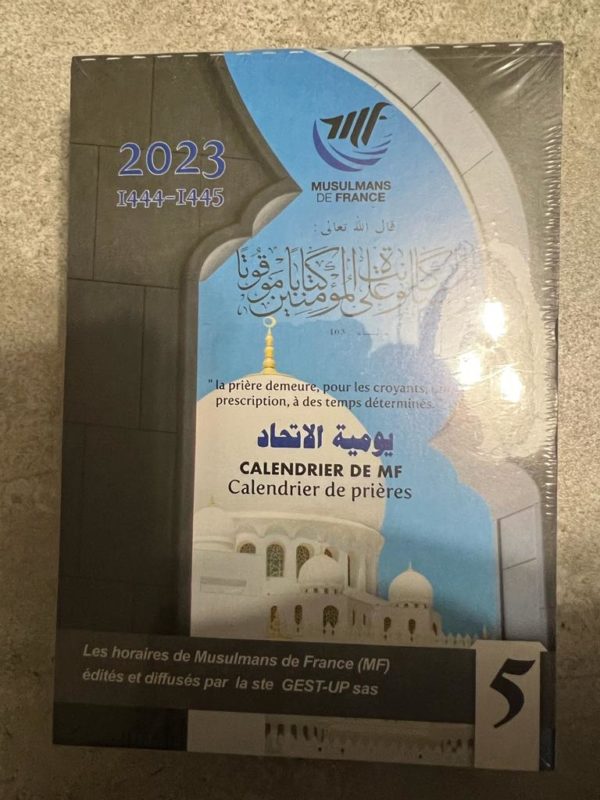 2023
1444-1445
MF
MUSULMANS
DE FRANCE
قال الله تعالى:
كتابا موقوتا
على المؤمنين
103
" la prière demeure, pour les croyants,
prescription, à des temps déterminés.
يومية الاتحاد
CALENDRIER DE MF
Calendrier de prières
Les horaires de Musulmans de France (MF)
édités et diffusés par la ste GEST-UP sas
5